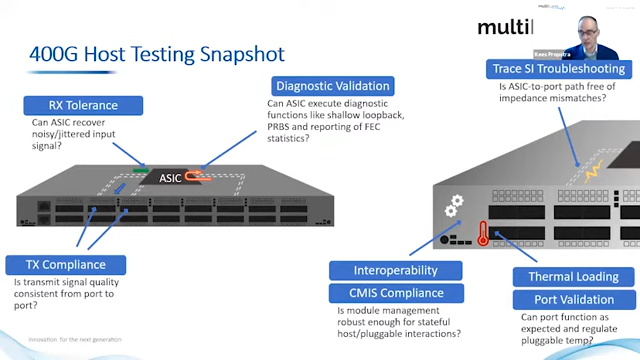 multi
Kees Propstra
400G Host Testing Snapshot
RX Tolerance
Can ASIC recover
noisy/jittered input
signal?
Diagnostic Validation
Can ASIC execute diagnostic
functions like shallow loopback,
PRBS and reporting of FEC
statistics?
Trace SI Troubleshooting
Is ASIC-to-port path free of
impedance mismatches?
ASIC
TX Compliance
Is transmit signal quality
consistent from port to
port?
Interoperability
CMIS Compliance
Is module management
robust enough for stateful
host/pluggable interactions?
Thermal Loading
Port Validation
Can port function as
expected and regulate
pluggable temp?
Innovation for the next generation